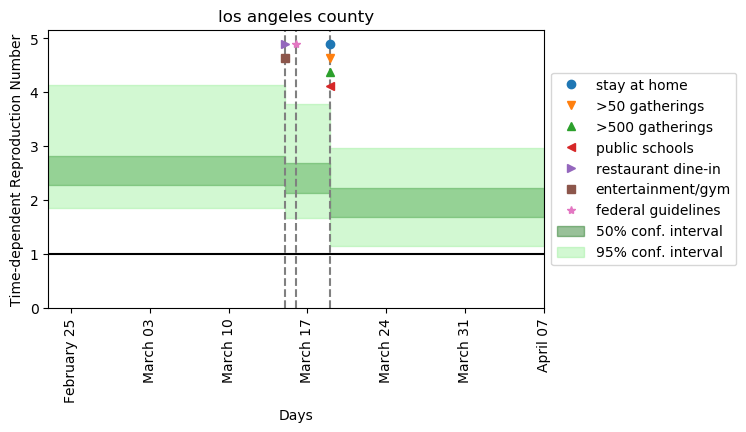 los angeles county
Time-dependent Reproduction Number
5
4
3
2
1
0
February 25
March 03
March 10
March 17
March 24
March 31
April 07
Days
stay at home
>50 gatherings
>500 gatherings
public schools
restaurant dine-in
entertainment/gym
federal guidelines
50% conf. interval
95% conf. interval